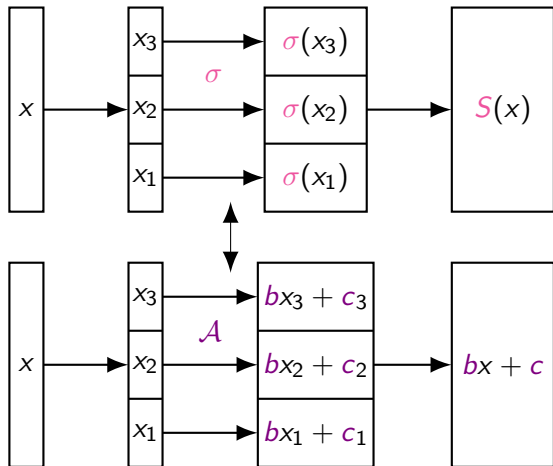 x₃ σ(x₃)
σ
x x₂ σ(x₂) S(x)
x₁ σ(x₁)
x₃ bx₃ + c₃
𝒜
x x₂ bx₂ + c₂ bx + c
x₁ bx₁ + c₁